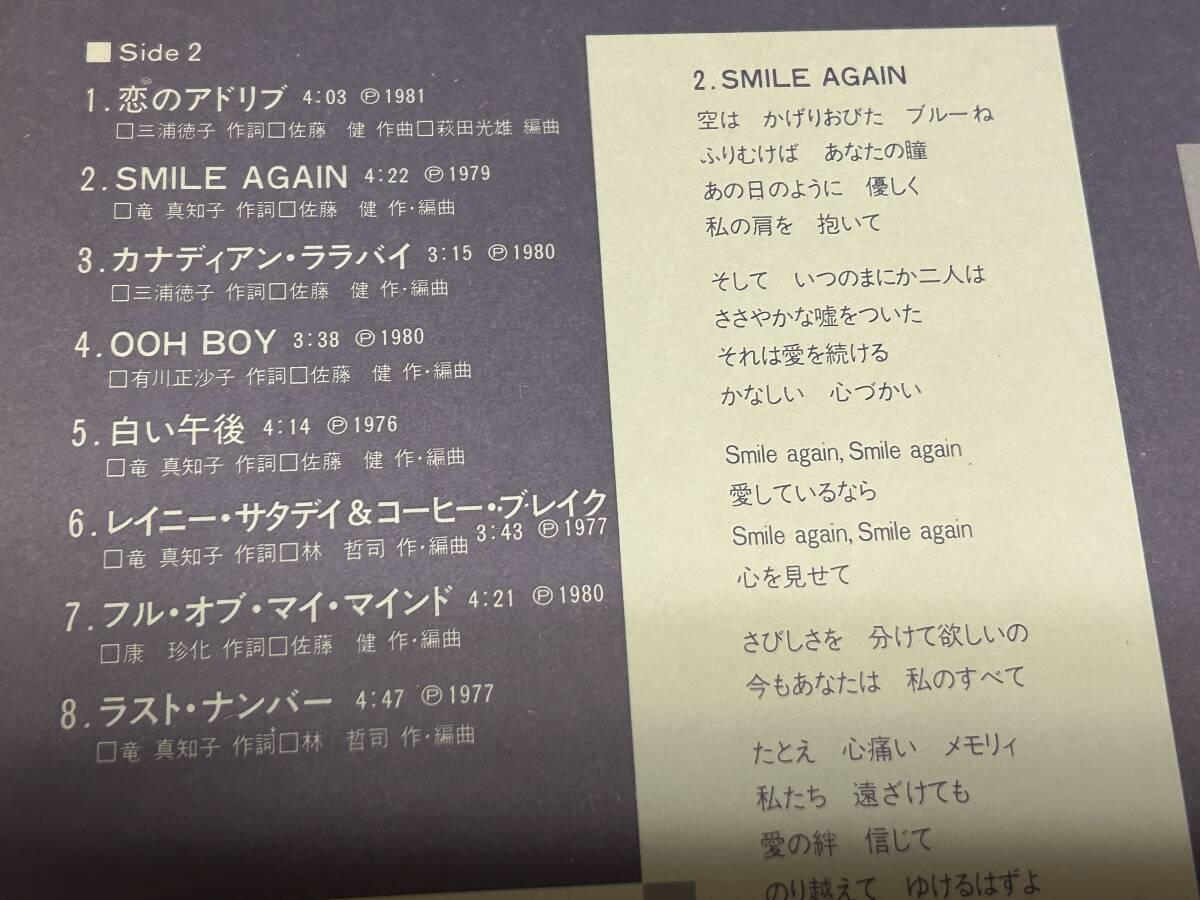 ■ Side 2
1. 恋のアドリブ 4:03 Ⓟ1981
□三浦徳子 作詞□佐藤 健 作曲□萩田光雄 編曲
2. SMILE AGAIN 4:22 Ⓟ1979
□竜 真知子 作詞□佐藤 健 作・編曲
3. カナディアン・ララバイ 3:15 Ⓟ1980
□三浦徳子 作詞□佐藤 健 作・編曲
4. OOH BOY 3:38 Ⓟ1980
□有川正沙子 作詞□佐藤 健 作・編曲
5. 白い午後 4:14 Ⓟ1976
□竜 真知子 作詞□佐藤 健 作・編曲
6. レイニー・サタデイ&コーヒー・ブレイク
□竜 真知子 作詞□林 哲司 作・編曲 3:43 Ⓟ1977
7. フル・オブ・マイ・マインド 4:21 Ⓟ1980
□康 珍化 作詞□佐藤 健 作・編曲
8. ラスト・ナンバー 4:47 Ⓟ1977
□竜 真知子 作詞□林 哲司 作・編曲
2. SMILE AGAIN
空は かげりおびた ブルーね
ふりむけば あなたの瞳
あの日のように 優しく
私の肩を 抱いて
そして いつのまにか二人は
ささやかな嘘をついた
それは愛を続ける
かなしい 心づかい
Smile again, Smile again
愛しているなら
Smile again, Smile again
心を見せて
さびしさを 分けて欲しいの
今もあなたは 私のすべて
たとえ 心痛い メモリィ
私たち 遠ざけても
愛の絆 信じて
のり越えて ゆけるはずよ